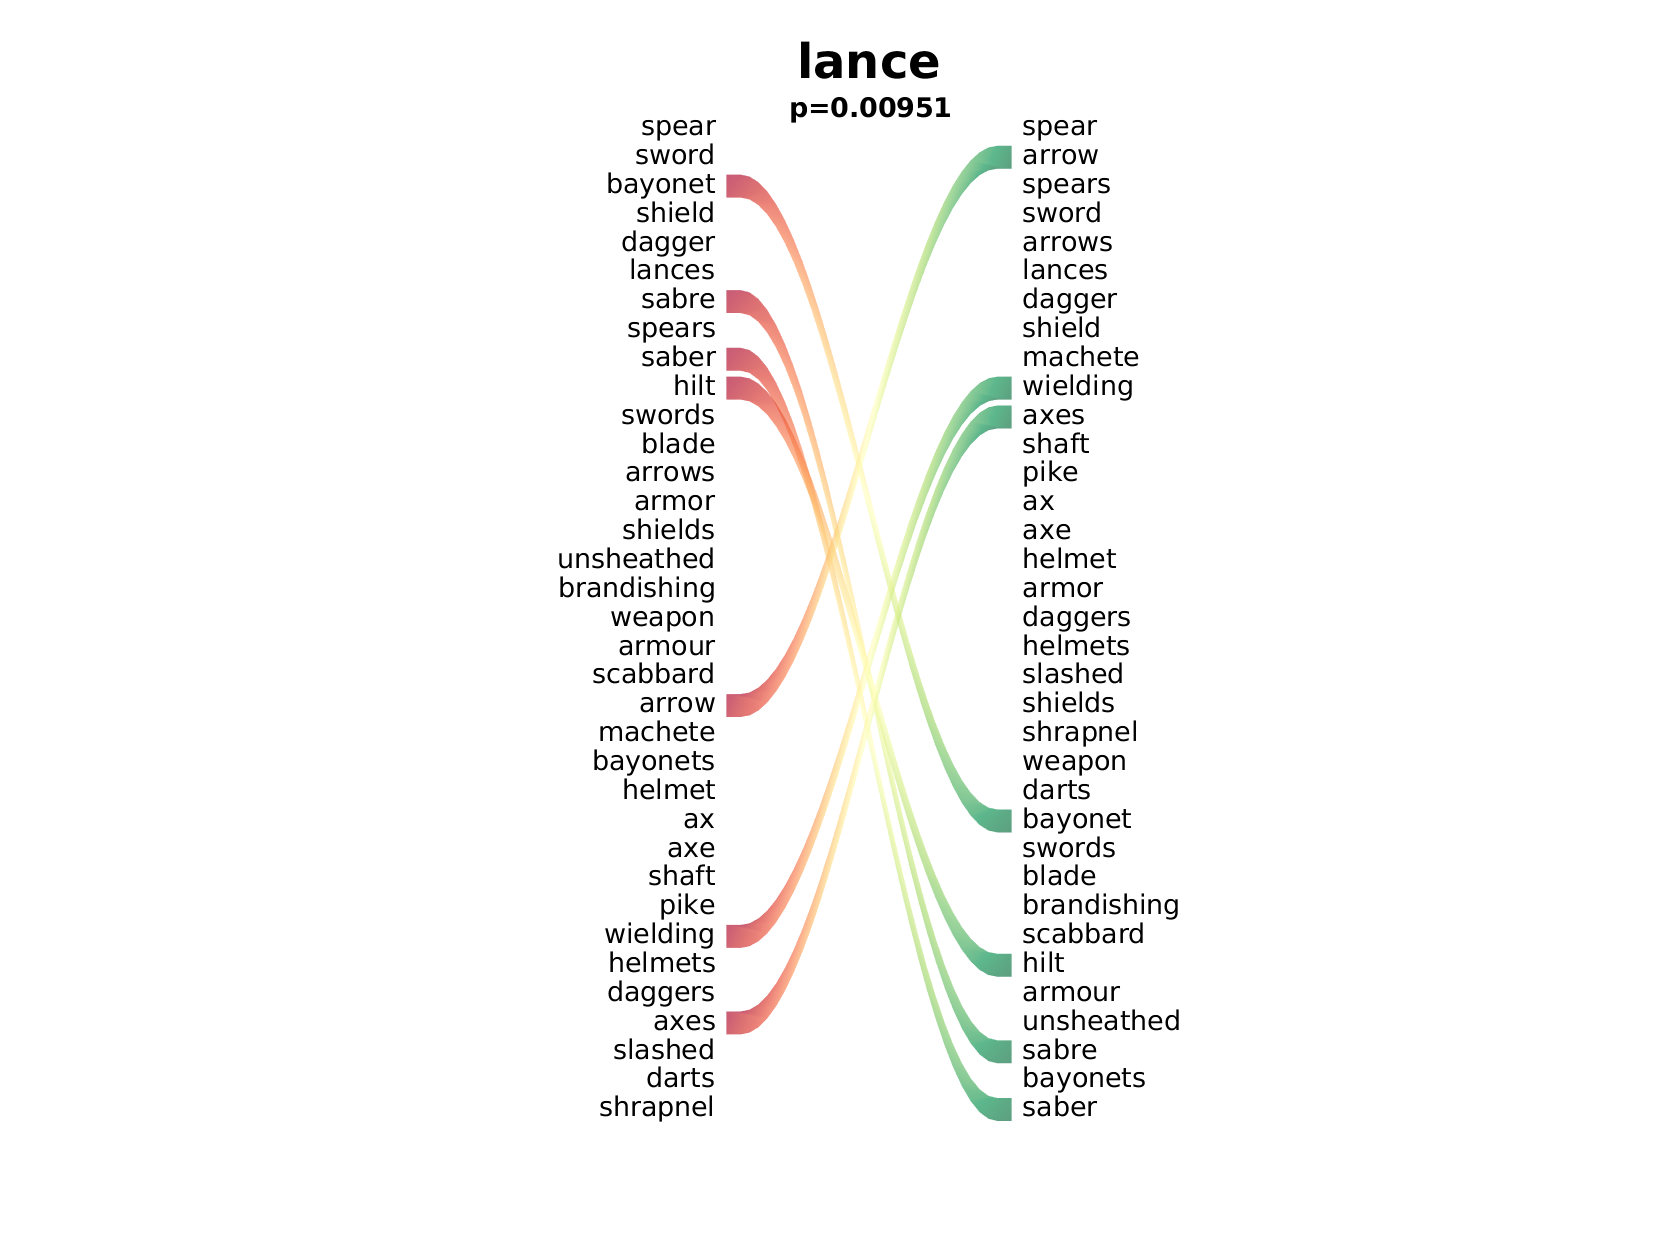 lance
p=0.00951
spear spear
sword arrow
bayonet spears
shield sword
dagger arrows
lances lances
sabre dagger
spears shield
saber machete
hilt wielding
swords axes
blade shaft
arrows pike
armor ax
shields axe
unsheathed helmet
brandishing armor
weapon daggers
armour helmets
scabbard slashed
arrow shields
machete shrapnel
bayonets weapon
helmet darts
ax bayonet
axe swords
shaft blade
pike brandishing
wielding scabbard
helmets hilt
daggers armour
axes unsheathed
slashed sabre
darts bayonets
shrapnel saber